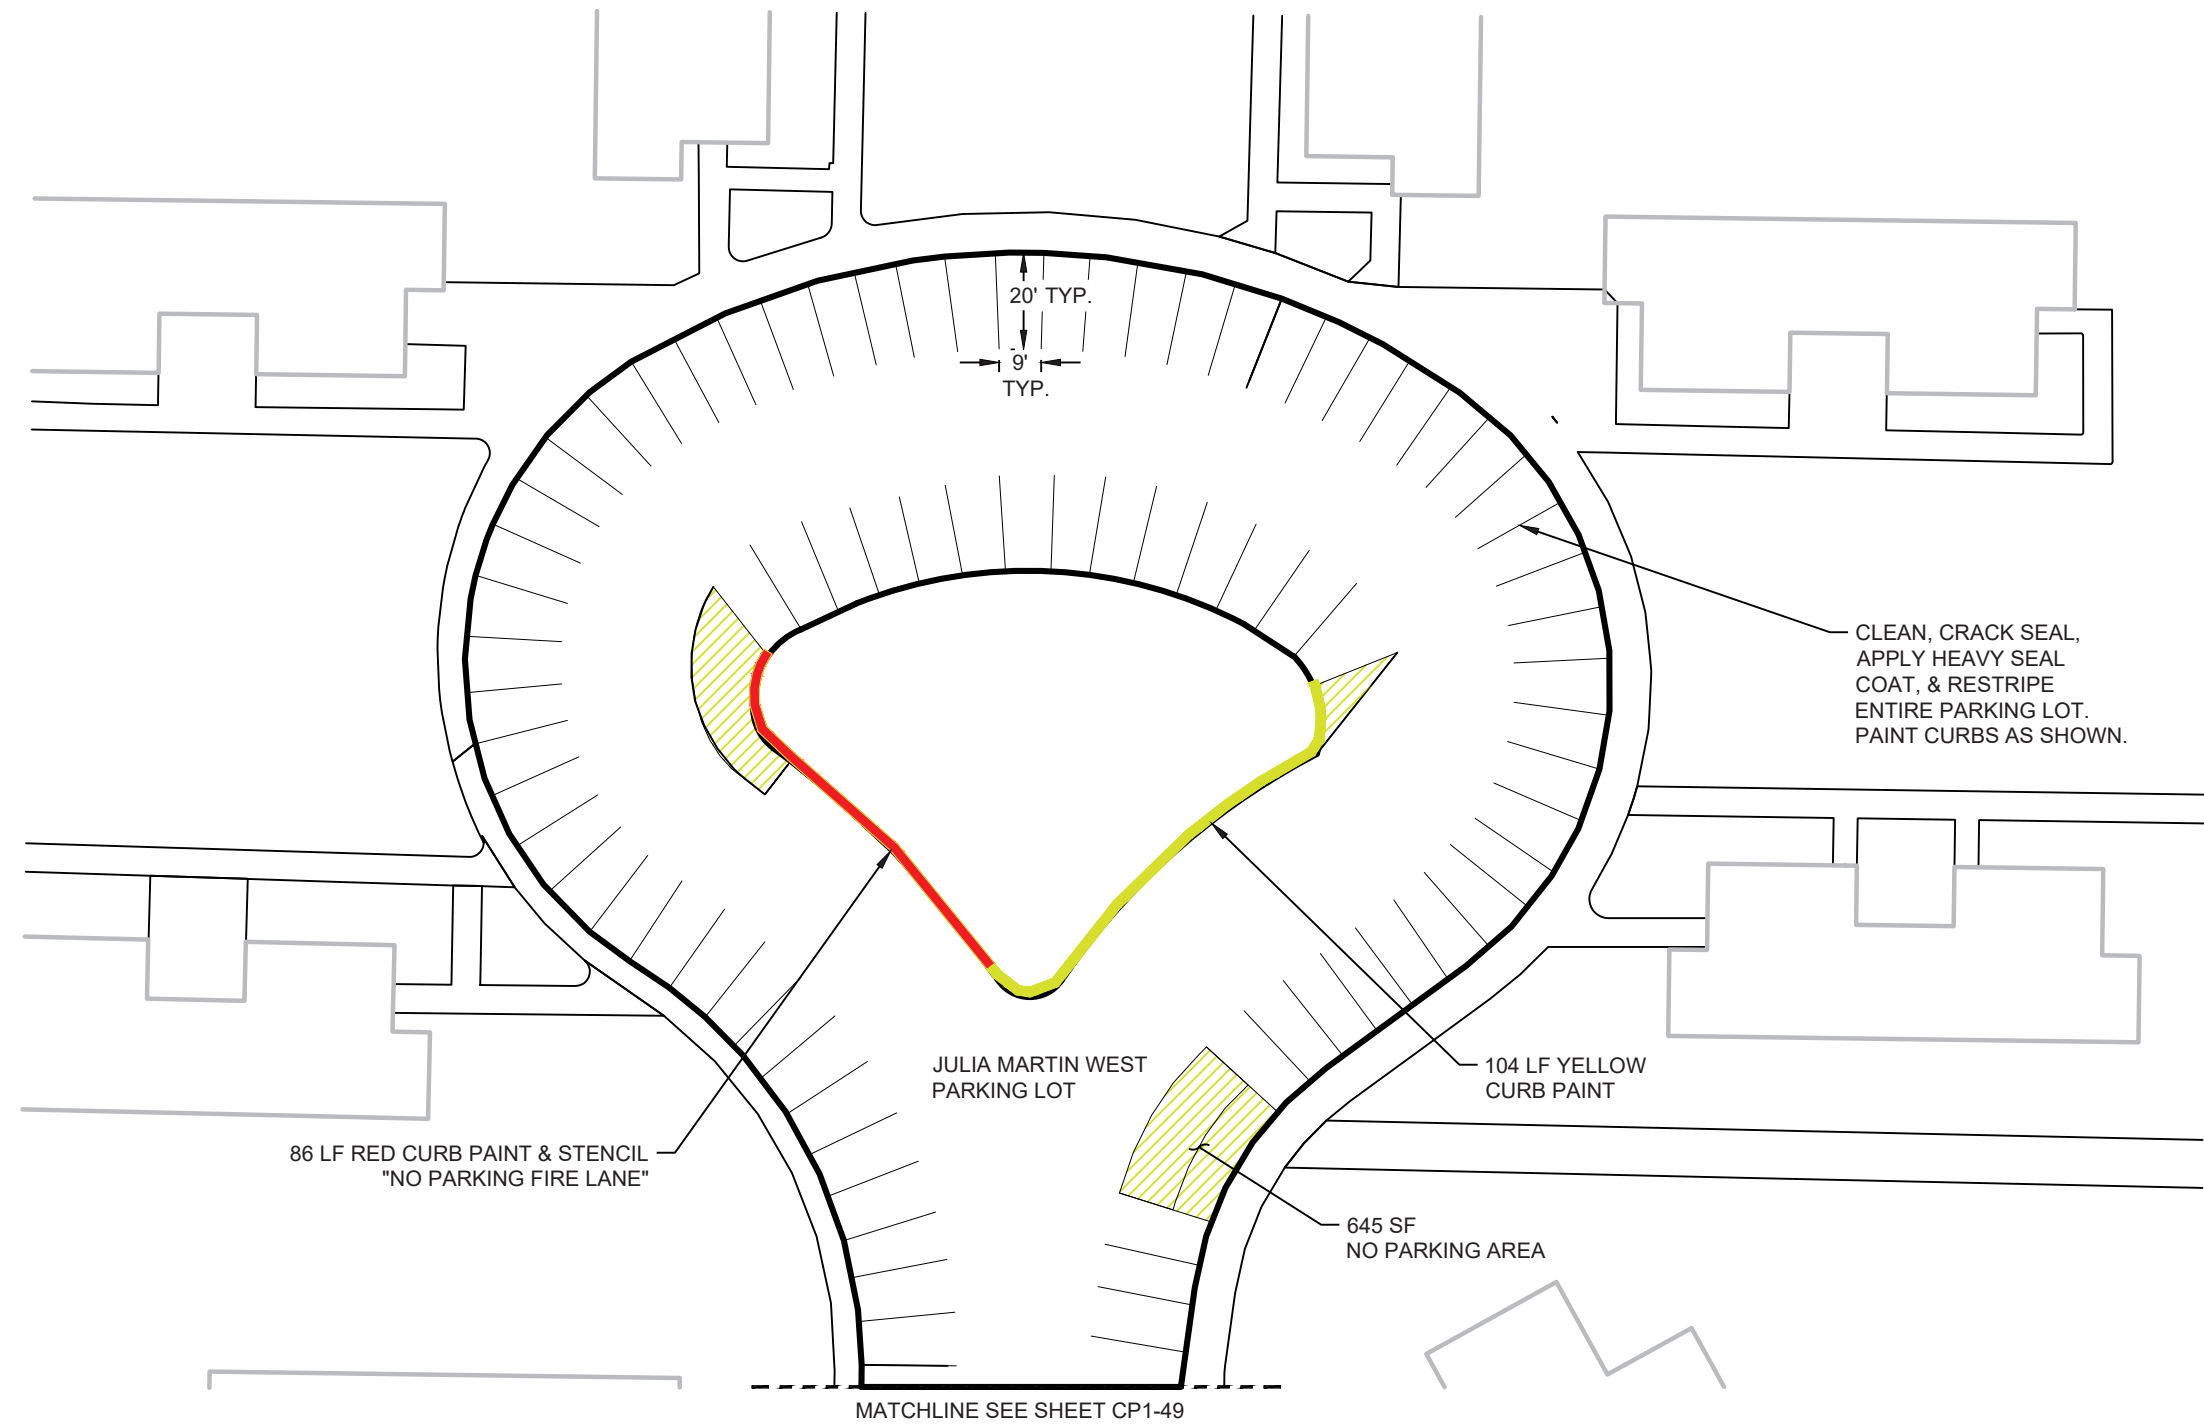 20' TYP.
9'
TYP.
CLEAN, CRACK SEAL,
APPLY HEAVY SEAL
COAT, & RESTRIPE
ENTIRE PARKING LOT.
PAINT CURBS AS SHOWN.
JULIA MARTIN WEST
PARKING LOT
104 LF YELLOW
CURB PAINT
86 LF RED CURB PAINT & STENCIL
"NO PARKING FIRE LANE"
645 SF
NO PARKING AREA
MATCHLINE SEE SHEET CP1-49